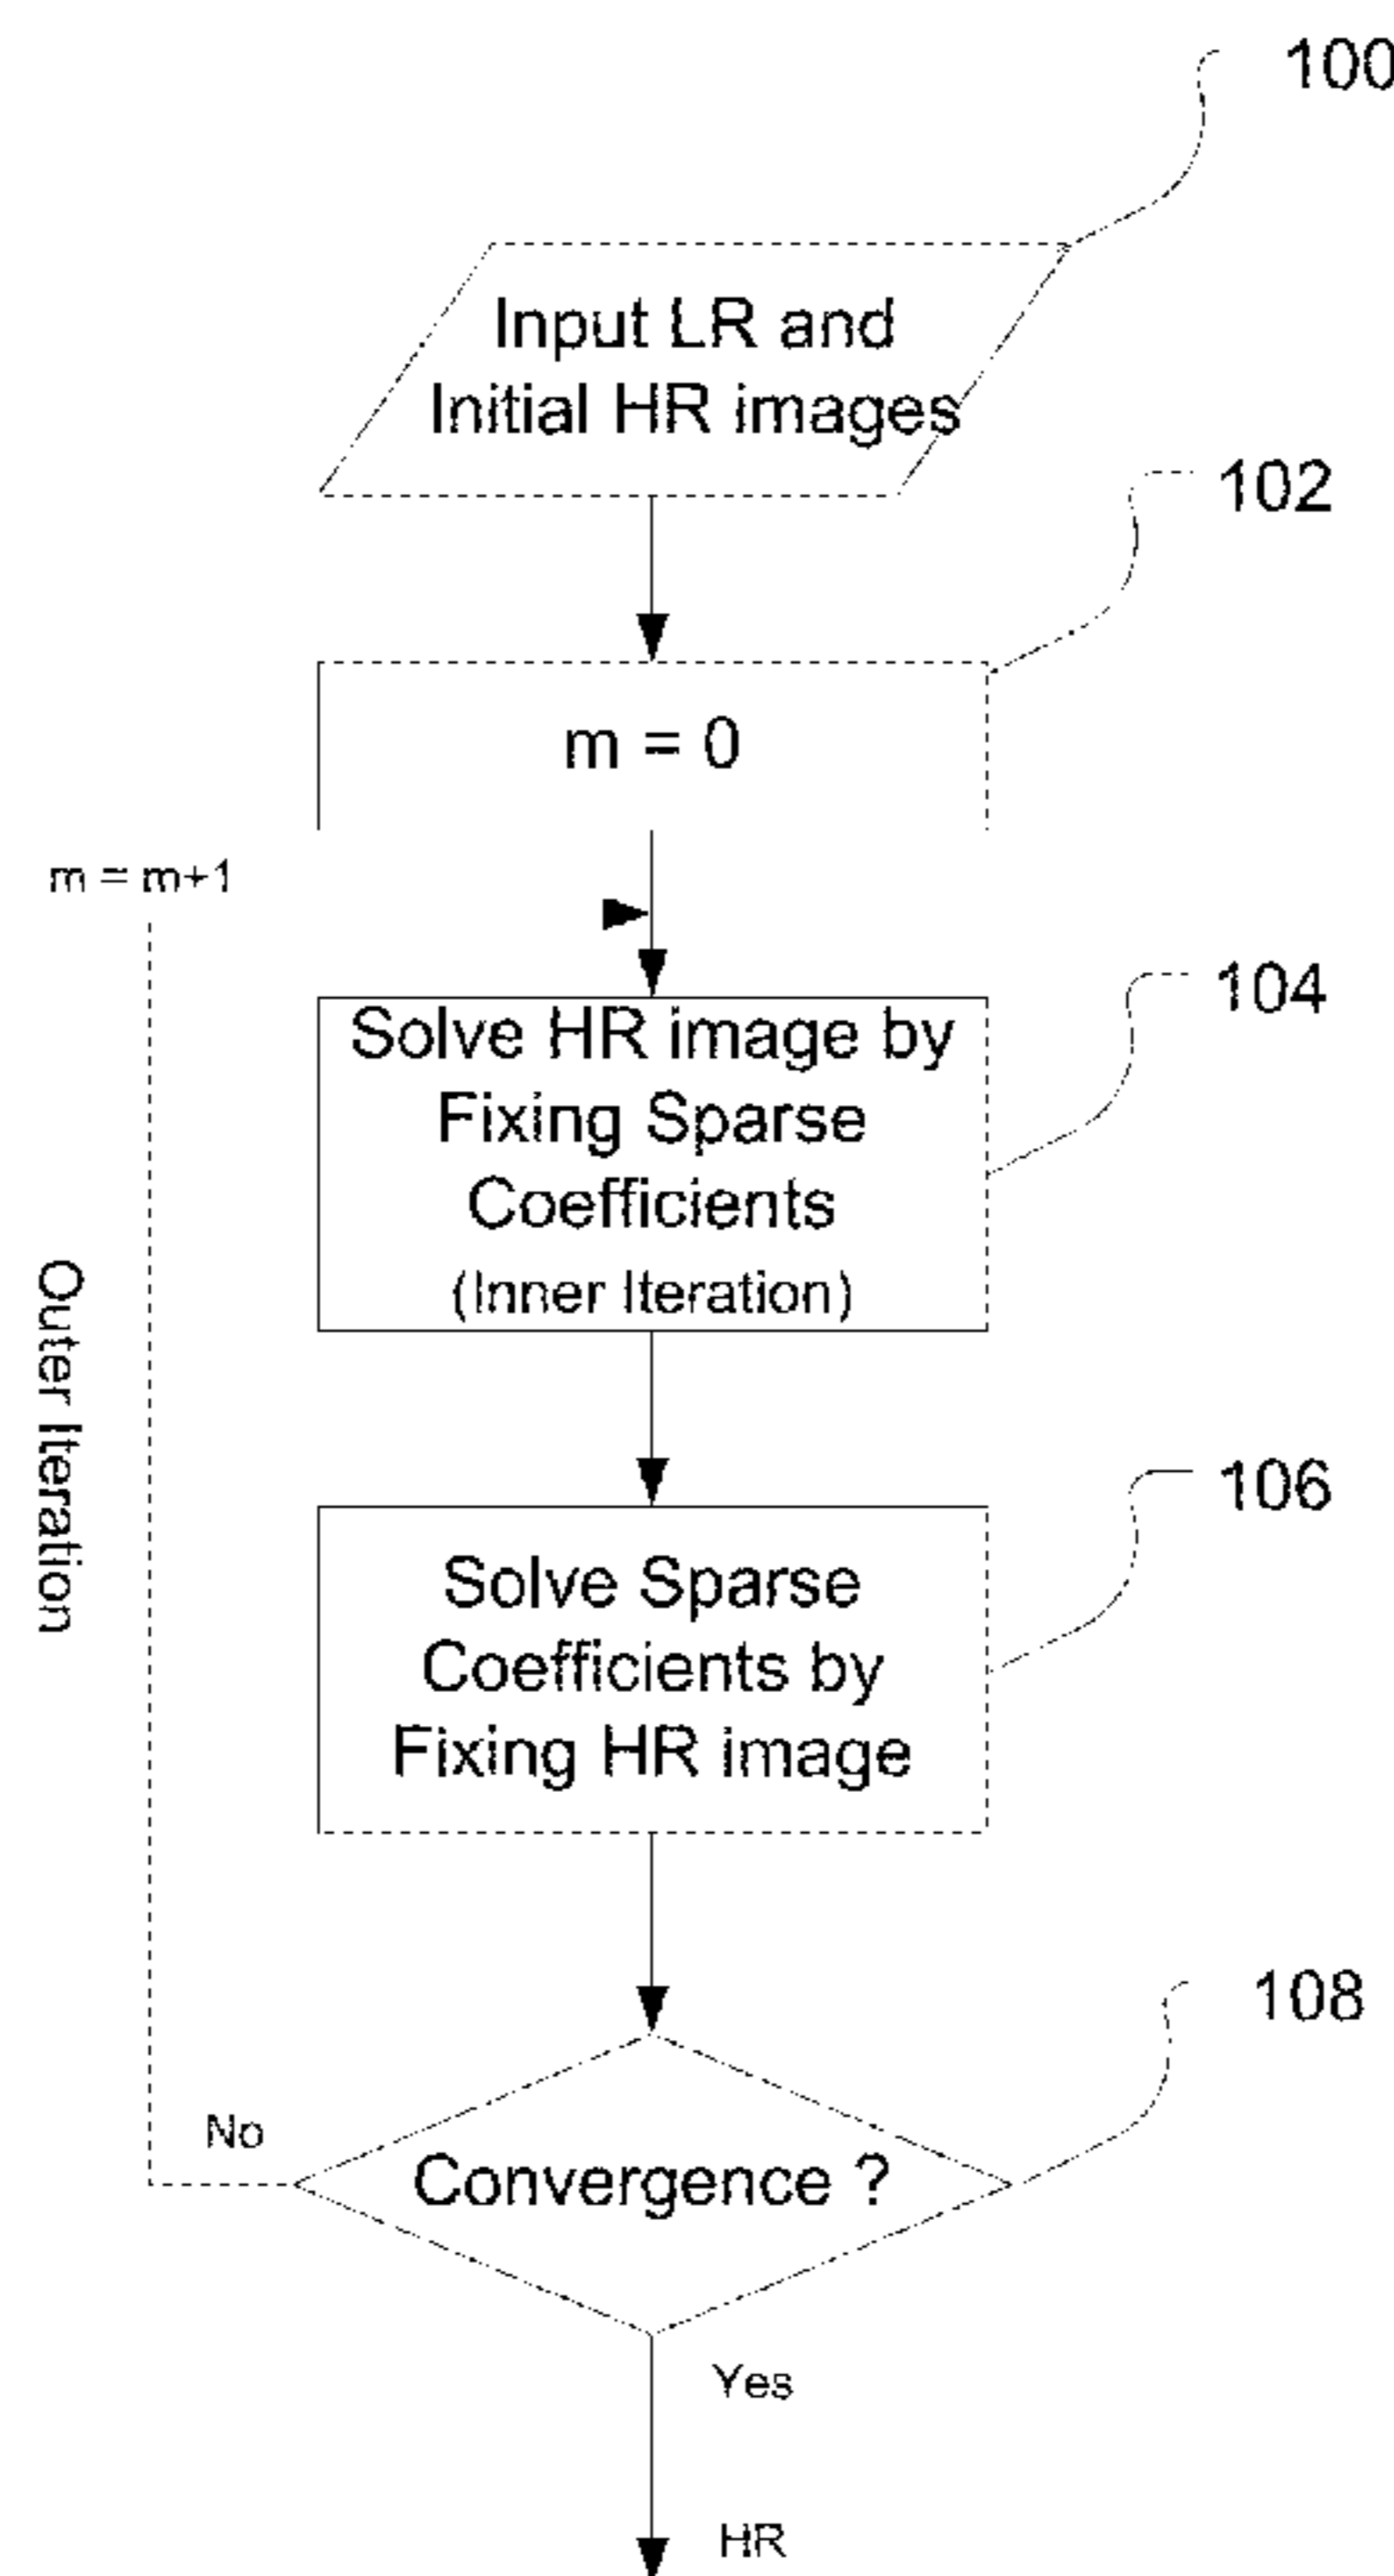 100
Input LR and
Initial HR images
102
m = 0
m = m+1
104
Solve HR image by
Fixing Sparse
Coefficients
(Inner Iteration)
Outer Iteration
106
Solve Sparse
Coefficients by
Fixing HR image
108
No
Convergence ?
Yes
HR